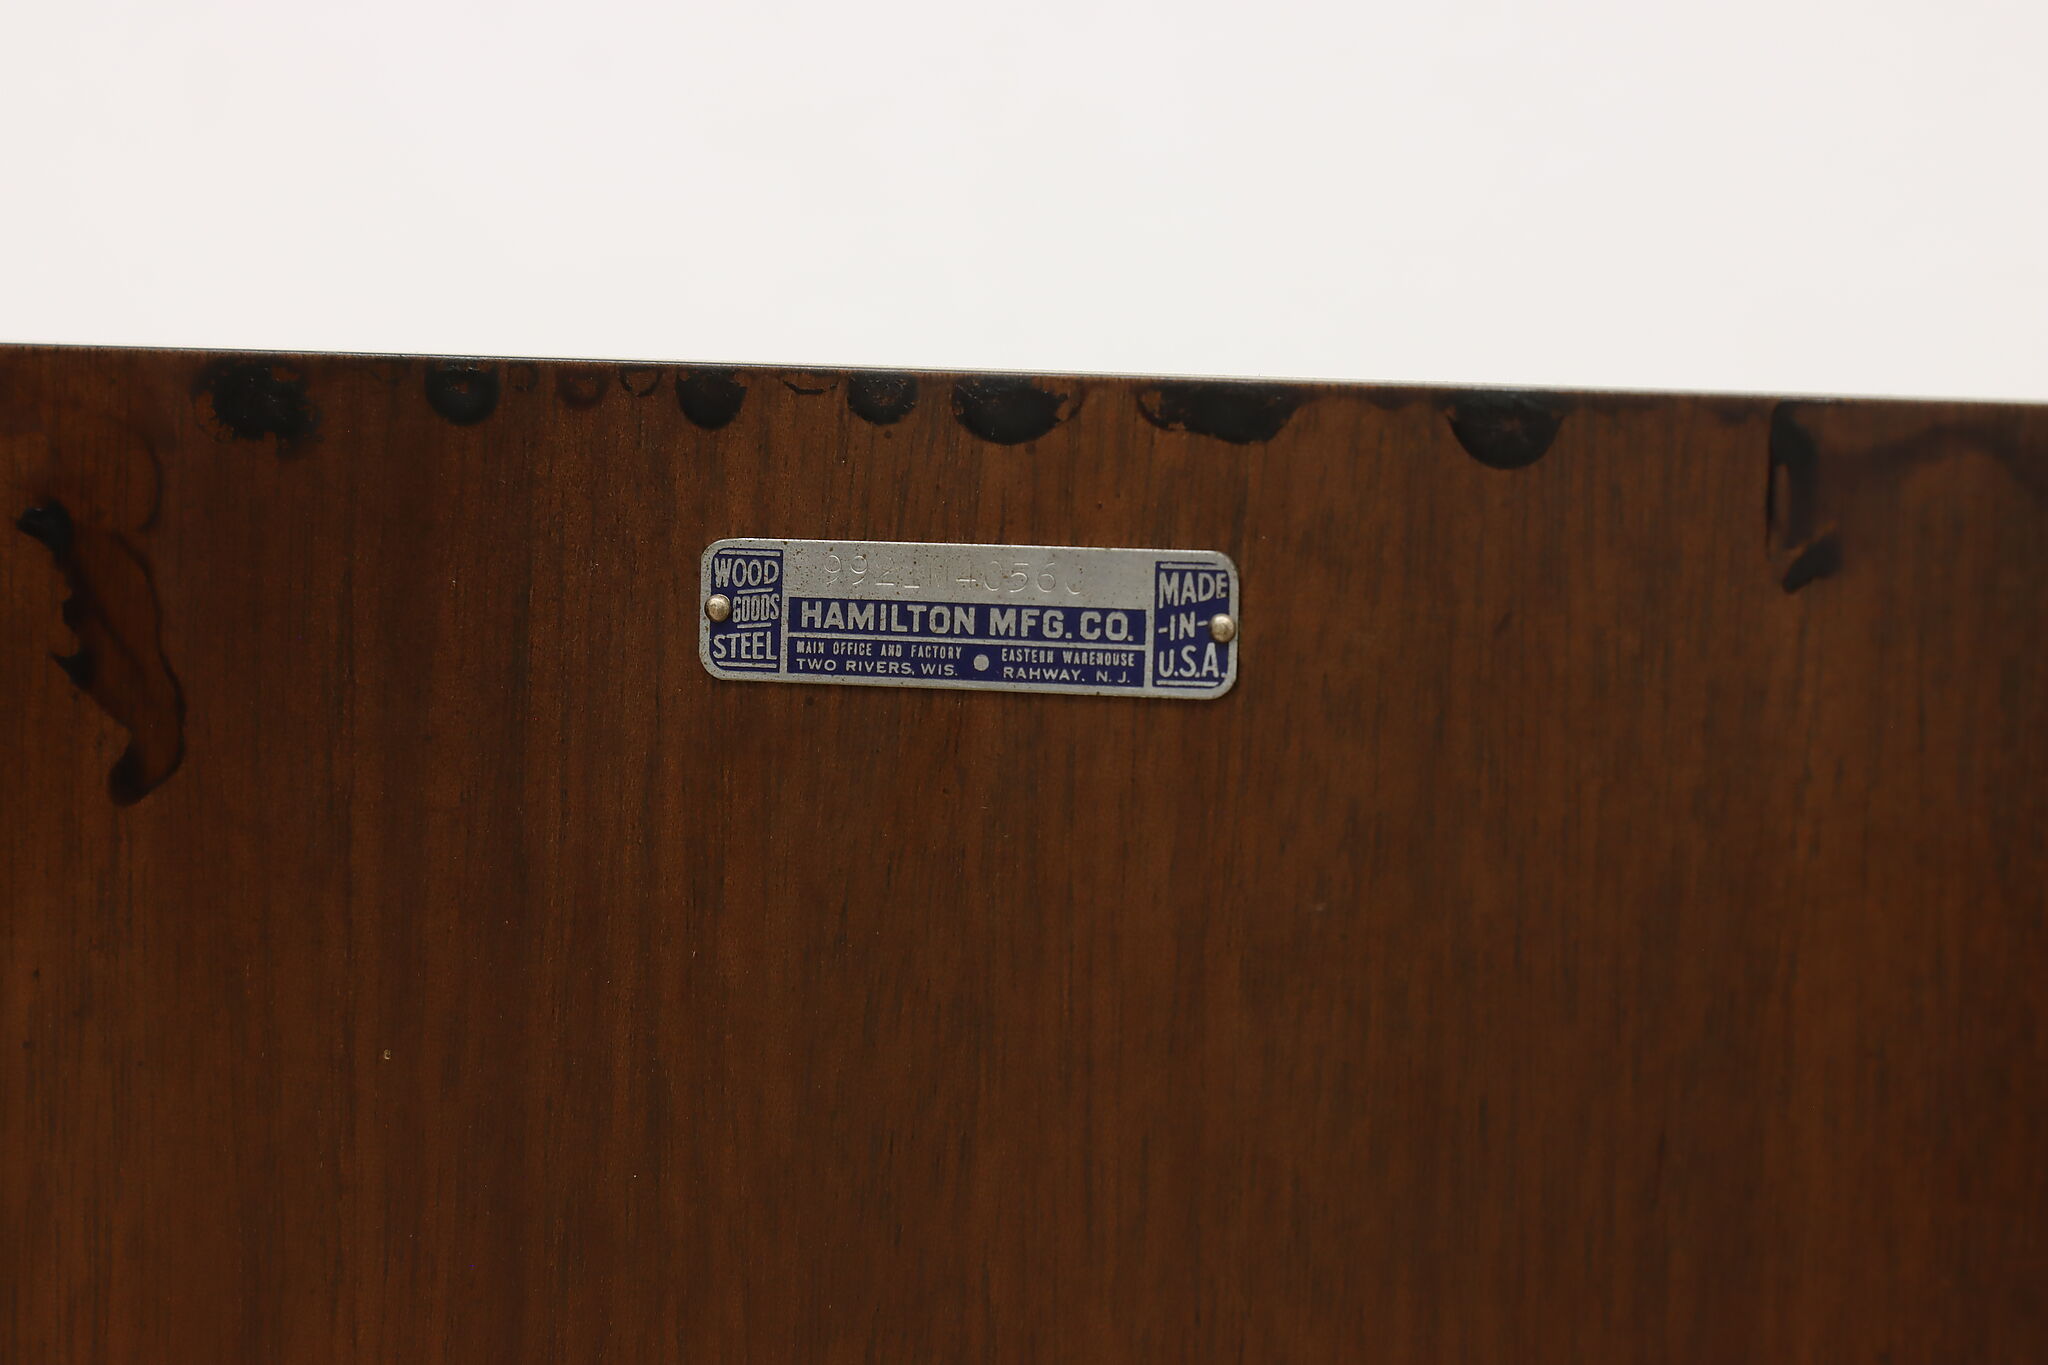 WOOD
GOODS
STEEL
HAMILTON MFG. CO.
MAIN OFFICE AND FACTORY
TWO RIVERS, WIS.
EASTERN WAREHOUSE
RAHWAY, N. J.
MADE
-IN-
U.S.A.